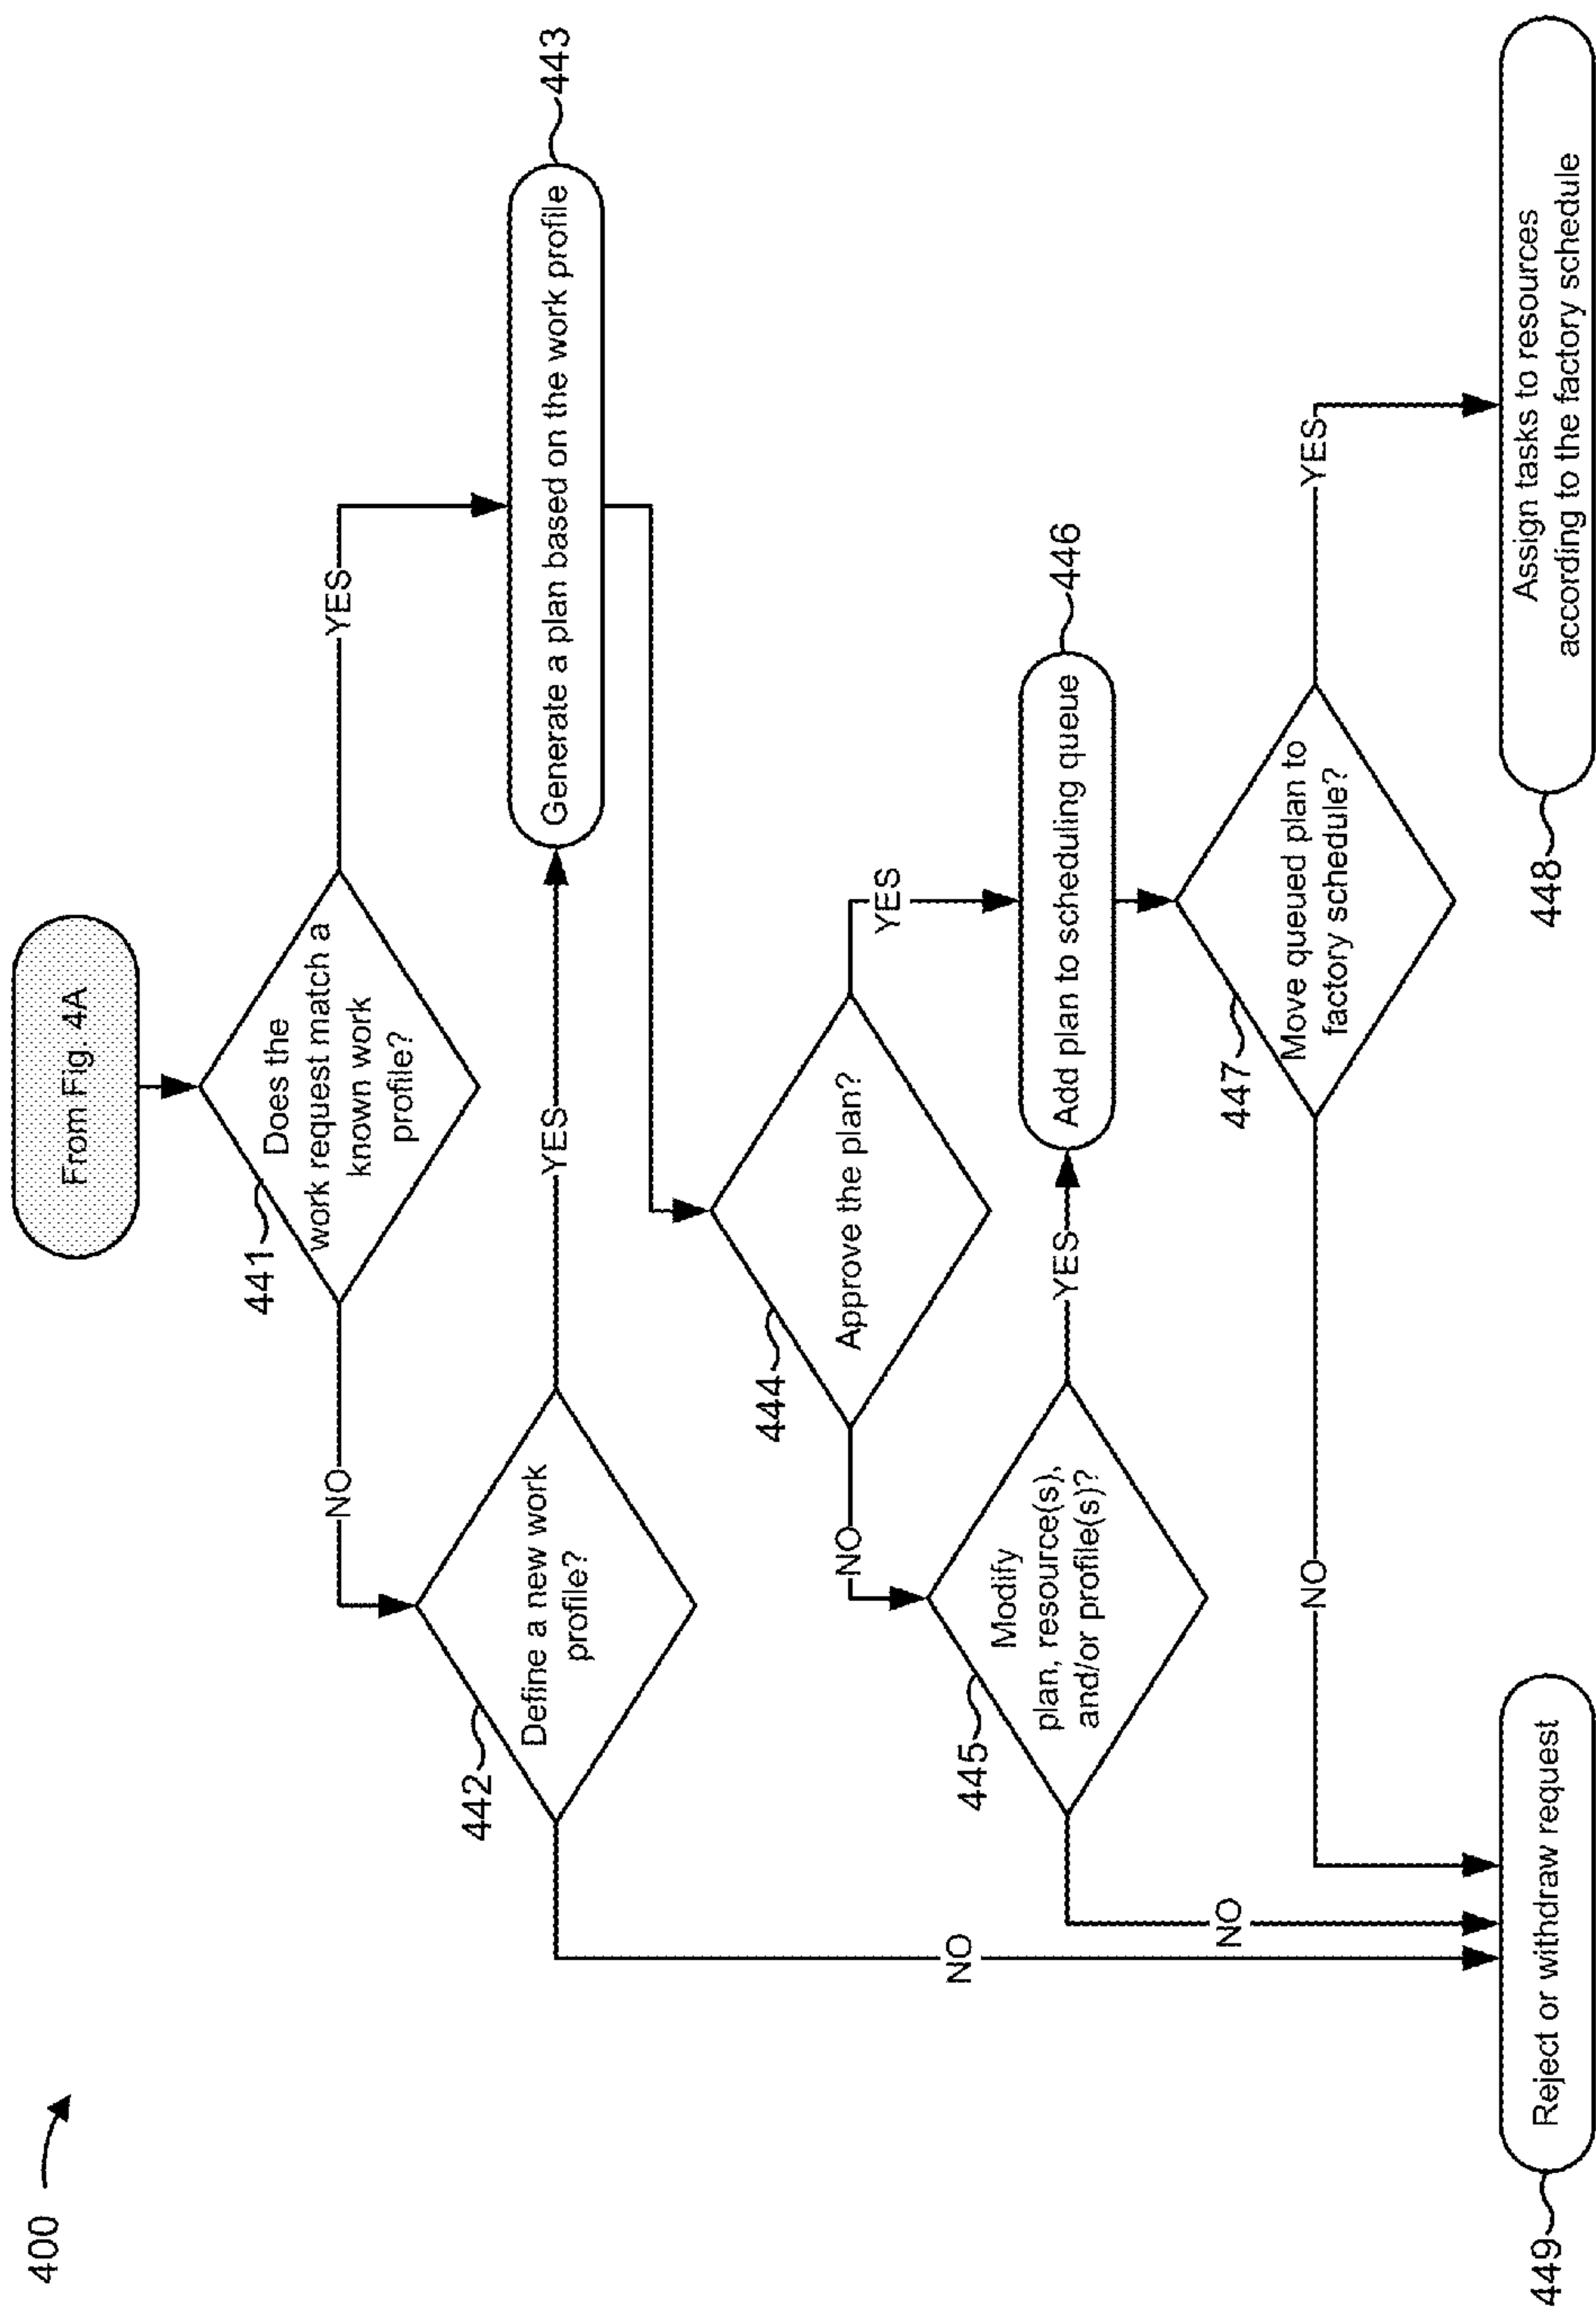 400
From Fig. 4A
441
Does the
work request match a
known work
profile?
NO
YES
442
Define a new work
profile?
YES
443
Generate a plan based on the work profile
444
Approve the plan?
NO
YES
445
Modify
plan, resource(s),
and/or profile(s)?
YES
446
Add plan to scheduling queue
447
Move queued plan to
factory schedule?
NO
NO
NO
YES
449
Reject or withdraw request
448
Assign tasks to resources
according to the factory schedule